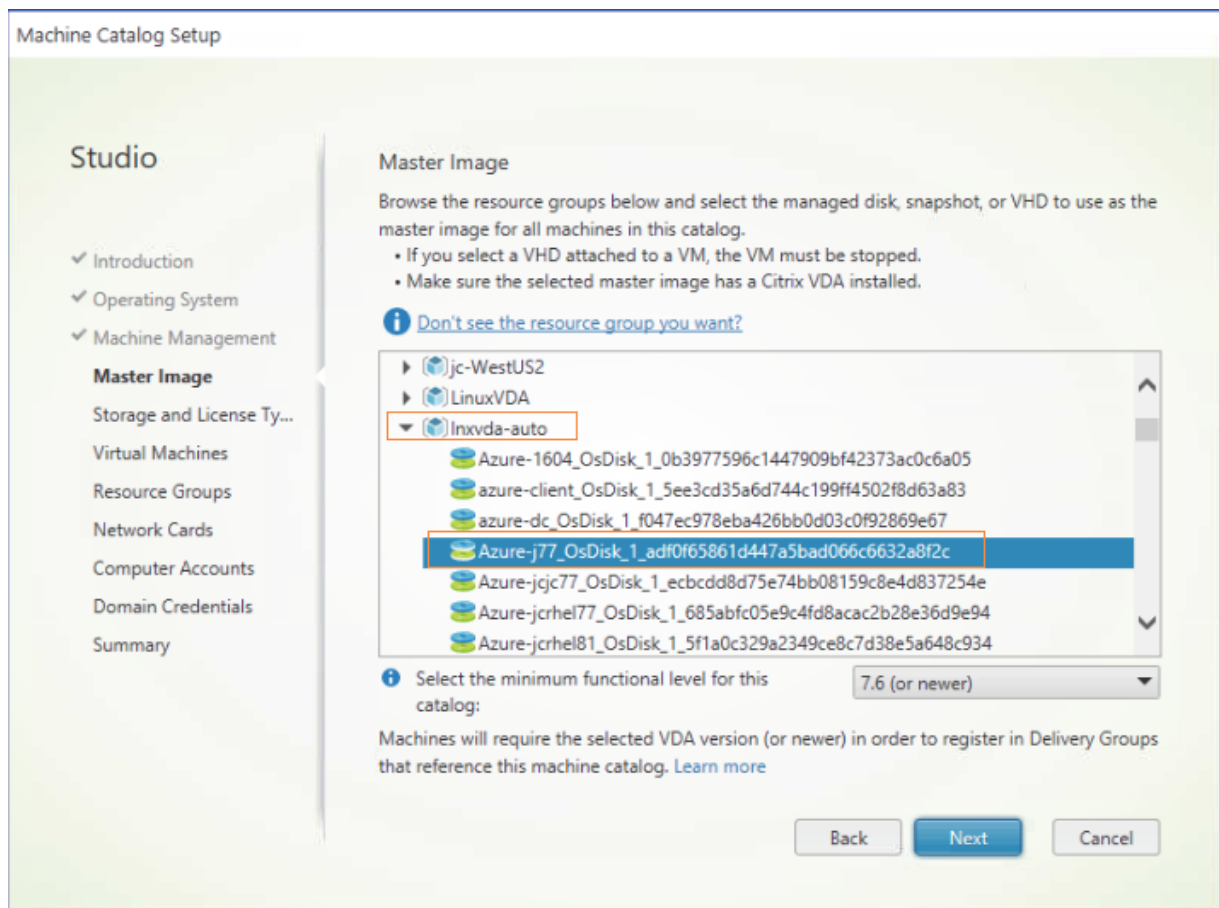 Machine Catalog Setup
Studio
Introduction
Operating System
Machine Management
Master Image
Storage and License Ty...
Virtual Machines
Resource Groups
Network Cards
Computer Accounts
Domain Credentials
Summary
Master Image
Browse the resource groups below and select the managed disk, snapshot, or VHD to use as the
master image for all machines in this catalog.
• If you select a VHD attached to a VM, the VM must be stopped.
• Make sure the selected master image has a Citrix VDA installed.
Don't see the resource group you want?
jc-WestUS2
LinuxVDA
lnxvda-auto
Azure-1604_OsDisk_1_0b3977596c1447909bf42373ac0c6a05
azure-client_OsDisk_1_5ee3cd35a6d744c199ff4502f8d63a83
azure-dc_OsDisk_1_f047ec978eba426bb0d03c0f92869e67
Azure-j77_OsDisk_1_adf0f65861d447a5bad066c6632a8f2c
Azure-jcjc77_OsDisk_1_ecbcdd8d75e74bb08159c8e4d837254e
Azure-jcrhel77_OsDisk_1_685abfc05e9c4fd8acac2b28e36d9e94
Azure-jcrhel81_OsDisk_1_5f1a0c329a2349ce8c7d38e5a648c934
Select the minimum functional level for this
catalog:
7.6 (or newer)
Machines will require the selected VDA version (or newer) in order to register in Delivery Groups
that reference this machine catalog. Learn more
Back Next Cancel